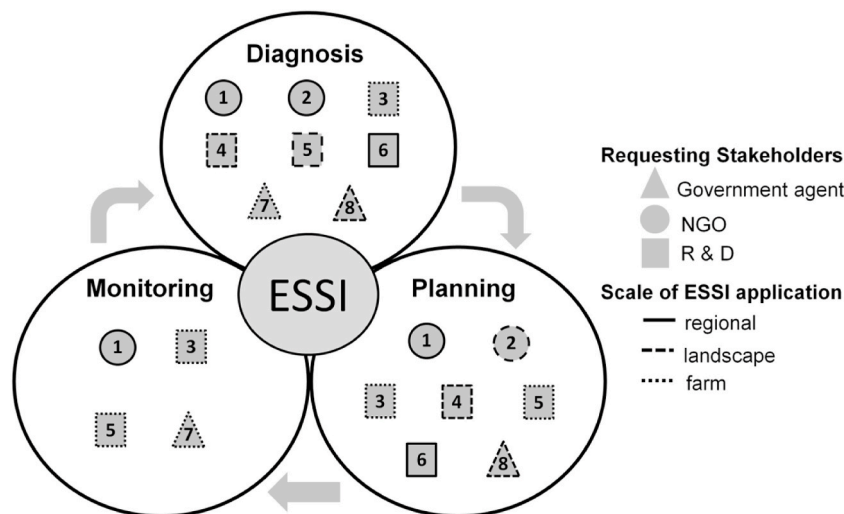 Diagnosis
1 2 3
4 5 6
7 8
Requesting Stakeholders
Government agent
NGO
R & D
Scale of ESSI application
regional
landscape
farm
ESSI
Monitoring
1 3
5 7
Planning
1 2
3 4 5
6 8